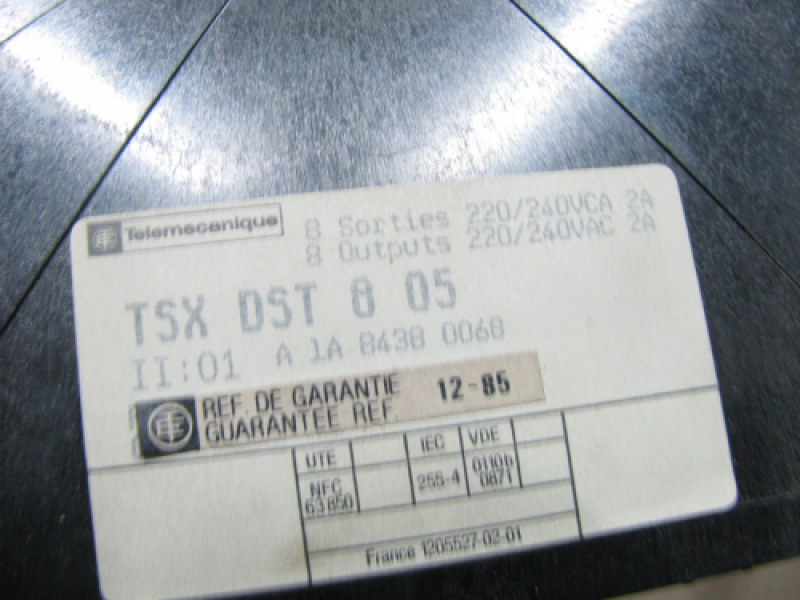 Telemecanique
8 Sorties 220/240VCA 2A
8 Outputs 220/240VAC 2A
TSX DST 8 05
II:01 A 1A 8438 0068
REF. DE GARANTIE 12-85
GUARANTEE REF.
UTE IEC VDE
NFC 255-4 0110b
63850 0871
France 1205527-02-01